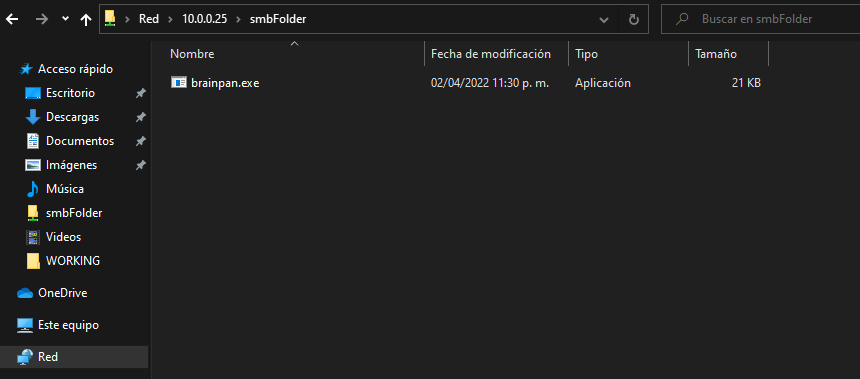 Red > 10.0.0.25 > smbFolder
Buscar en smbFolder
Nombre Fecha de modificación Tipo Tamaño
brainpan.exe 02/04/2022 11:30 p. m. Aplicación 21 KB
Acceso rápido
Escritorio
Descargas
Documentos
Imágenes
Música
smbFolder
Videos
WORKING
OneDrive
Este equipo
Red